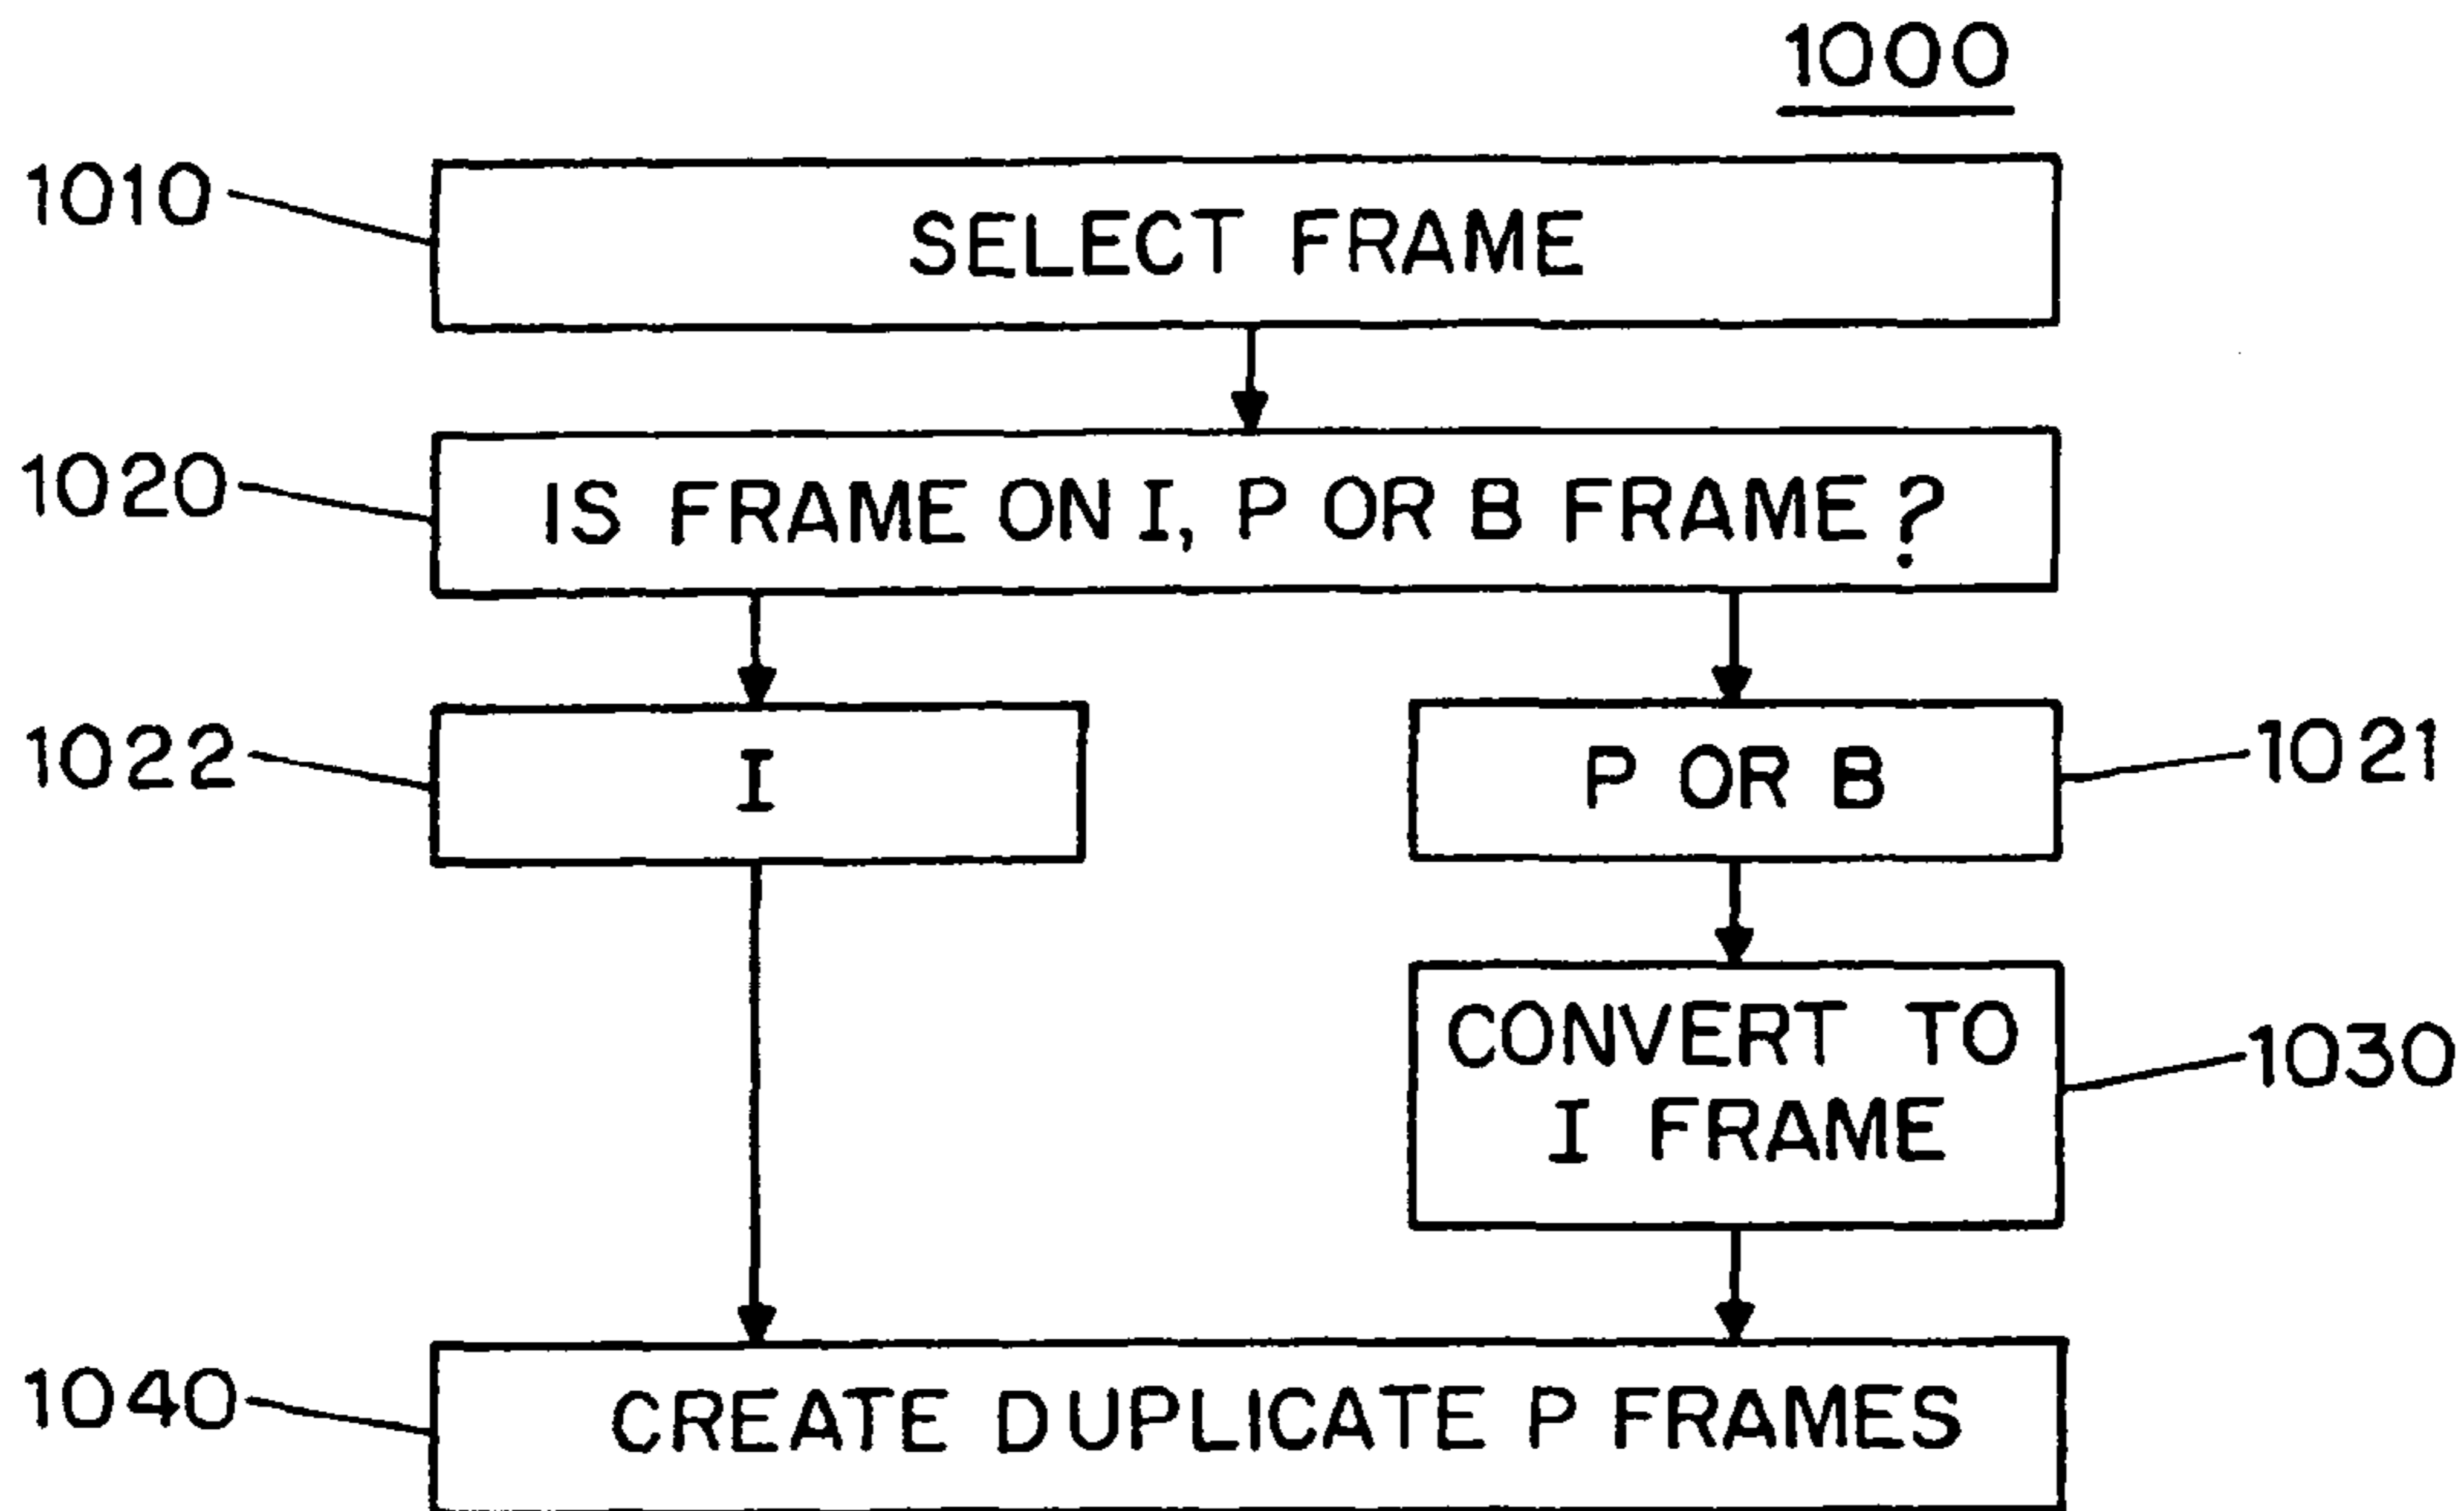 1000
1010
SELECT FRAME
1020
IS FRAME ON I, P OR B FRAME?
1022
I
P OR B
1021
CONVERT TO
I FRAME
1030
1040
CREATE DUPLICATE P FRAMES